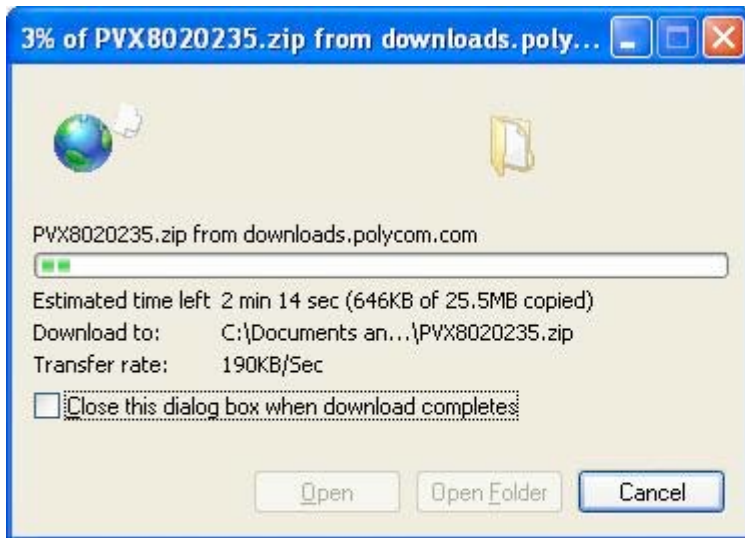 3% of PVX8020235.zip from downloads.poly...
PVX8020235.zip from downloads.polycom.com
Estimated time left 2 min 14 sec (646KB of 25.5MB copied)
Download to: C:\Documents an...\PVX8020235.zip
Transfer rate: 190KB/Sec
Close this dialog box when download completes
Open Open Folder Cancel